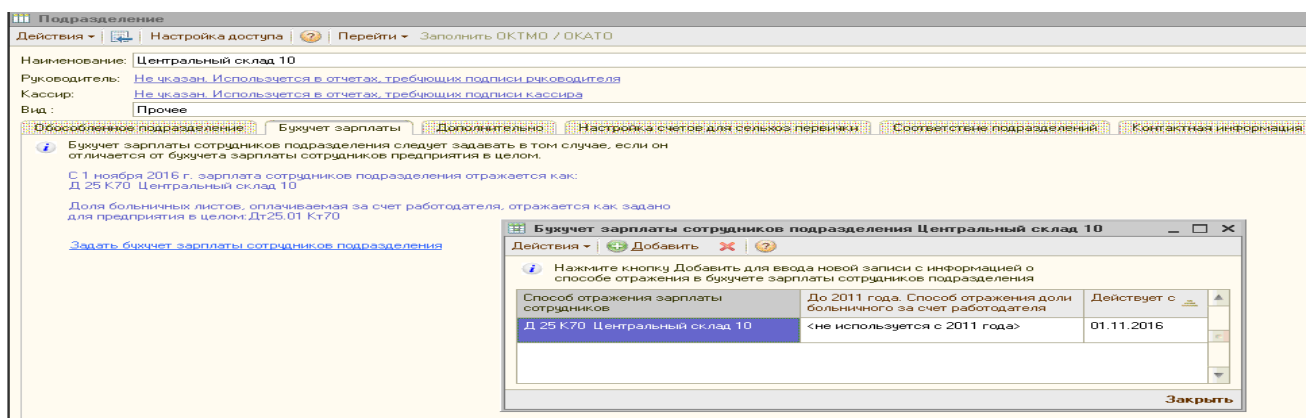 Подразделение
Действия Настройка доступа Перейти Заполнить ОКТМО / ОКАТО
Наименование: Центральный склад 10
Руководитель: Не указан. Используется в отчетах, требующих подписи руководителя
Кассир: Не указан. Используется в отчетах, требующих подписи кассира
Вид : Прочее
Обособленное подразделение Бухучет зарплаты Дополнительно Настройка счетов для сельхоз первички Соответствие подразделений Контактная информация
Бухучет зарплаты сотрудников подразделения следует задавать в том случае, если он
отличается от бухучета зарплаты сотрудников предприятия в целом.
С 1 ноября 2016 г. зарплата сотрудников подразделения отражается как:
Д 25 К70 Центральный склад 10
Доля больничных листов, оплачиваемая за счет работодателя, отражается как задано
для предприятия в целом:Дт25.01 Кт70
Задать бухучет зарплаты сотрудников подразделения
Бухучет зарплаты сотрудников подразделения Центральный склад 10
Действия Добавить
Нажмите кнопку Добавить для ввода новой записи с информацией о
способе отражения в бухучете зарплаты сотрудников подразделения
Способ отражения зарплаты сотрудников До 2011 года. Способ отражения доли больничного за счет работодателя Действует с
Д 25 К70 Центральный склад 10 <не используется с 2011 года> 01.11.2016
Закрыть